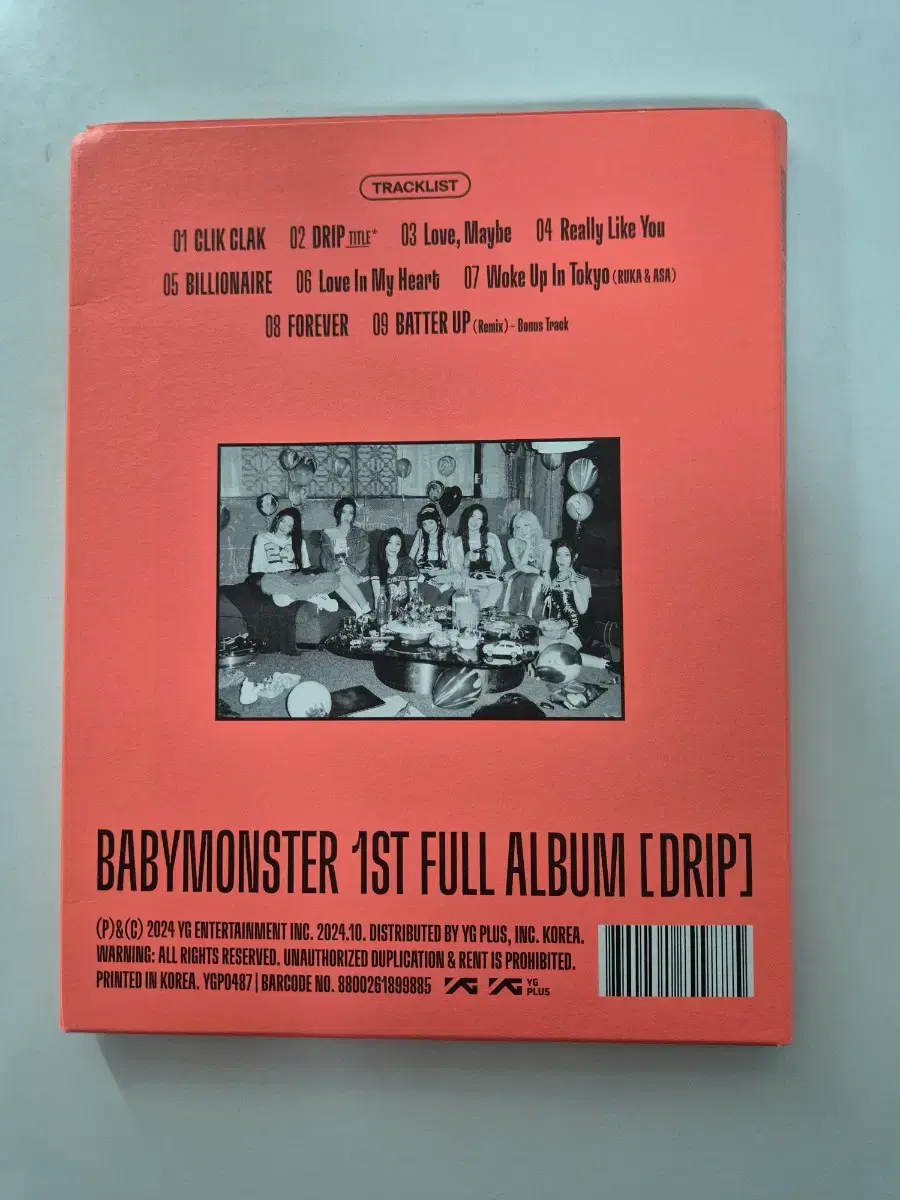 TRACKLIST
01 CLIK CLAK 02 DRIP TITLE* 03 Love, Maybe 04 Really Like You
05 BILLIONAIRE 06 Love In My Heart 07 Woke Up In Tokyo (RUKA & ASA)
08 FOREVER 09 BATTER UP (Remix) - Bonus Track
BABYMONSTER 1ST FULL ALBUM [DRIP]
(P)&(C) 2024 YG ENTERTAINMENT INC. 2024.10. DISTRIBUTED BY YG PLUS, INC. KOREA.
WARNING: ALL RIGHTS RESERVED. UNAUTHORIZED DUPLICATION & RENT IS PROHIBITED.
PRINTED IN KOREA. YGP0487 | BARCODE NO. 8800261899885 YG YG YG PLUS